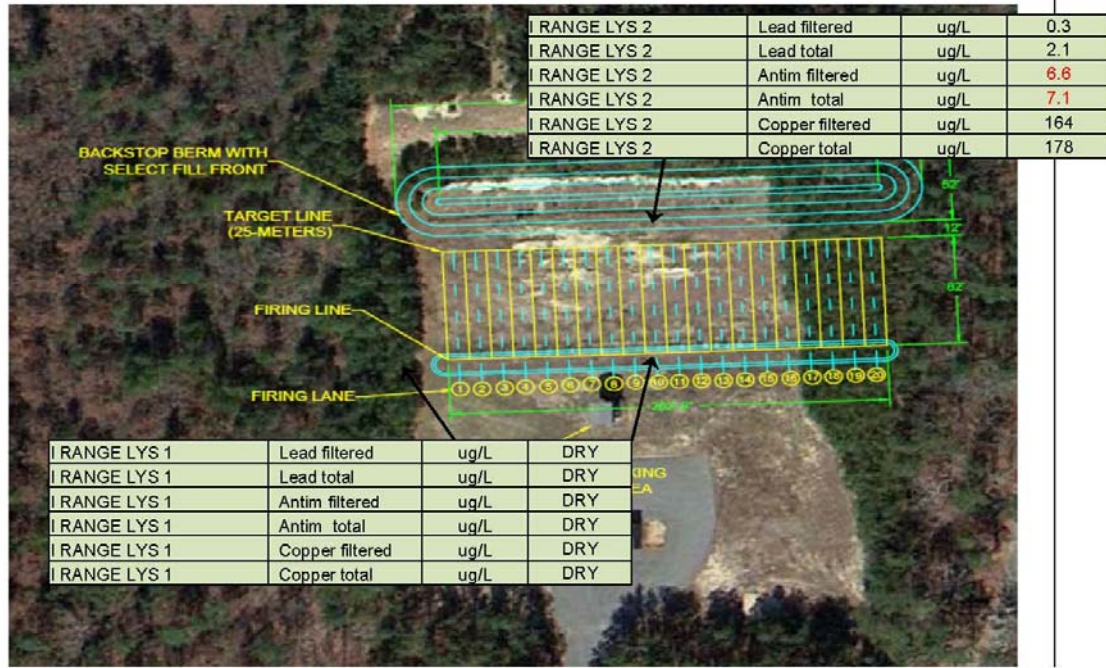 I RANGE LYS 2 Lead filtered ug/L 0.3
I RANGE LYS 2 Lead total ug/L 2.1
I RANGE LYS 2 Antim filtered ug/L 6.6
I RANGE LYS 2 Antim total ug/L 7.1
I RANGE LYS 2 Copper filtered ug/L 164
I RANGE LYS 2 Copper total ug/L 178
BACKSTOP BERM WITH
SELECT FILL FRONT
TARGET LINE
(25-METERS)
12'
82'
FIRING LINE
FIRING LANE
1 2 3 4 5 6 7 8 9 10 11 12 13 14 15 16 17 18 19 20
I RANGE LYS 1 Lead filtered ug/L DRY
I RANGE LYS 1 Lead total ug/L DRY
I RANGE LYS 1 Antim filtered ug/L DRY
I RANGE LYS 1 Antim total ug/L DRY
I RANGE LYS 1 Copper filtered ug/L DRY
I RANGE LYS 1 Copper total ug/L DRY
KING
EA